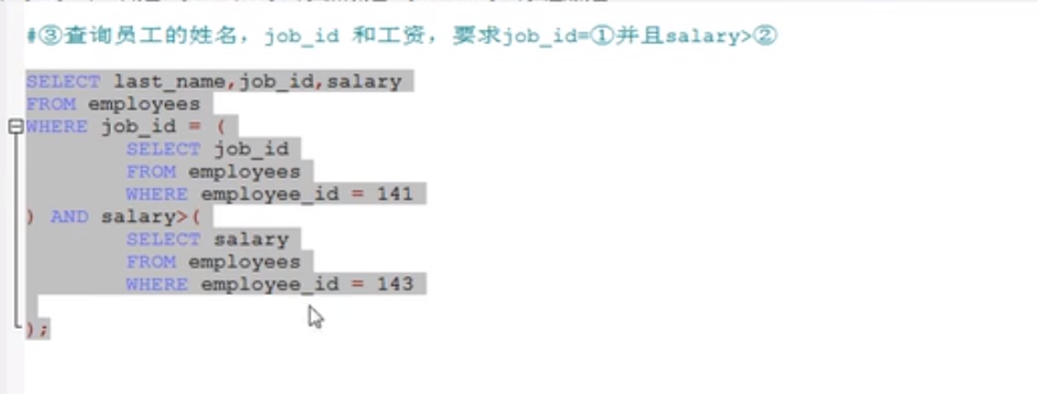 #③查询员工的姓名，job_id 和工资，要求job_id=①并且salary>②
SELECT last_name,job_id,salary
FROM employees
WHERE job_id = (
SELECT job_id
FROM employees
WHERE employee_id = 141
) AND salary>(
SELECT salary
FROM employees
WHERE employee_id = 143
);